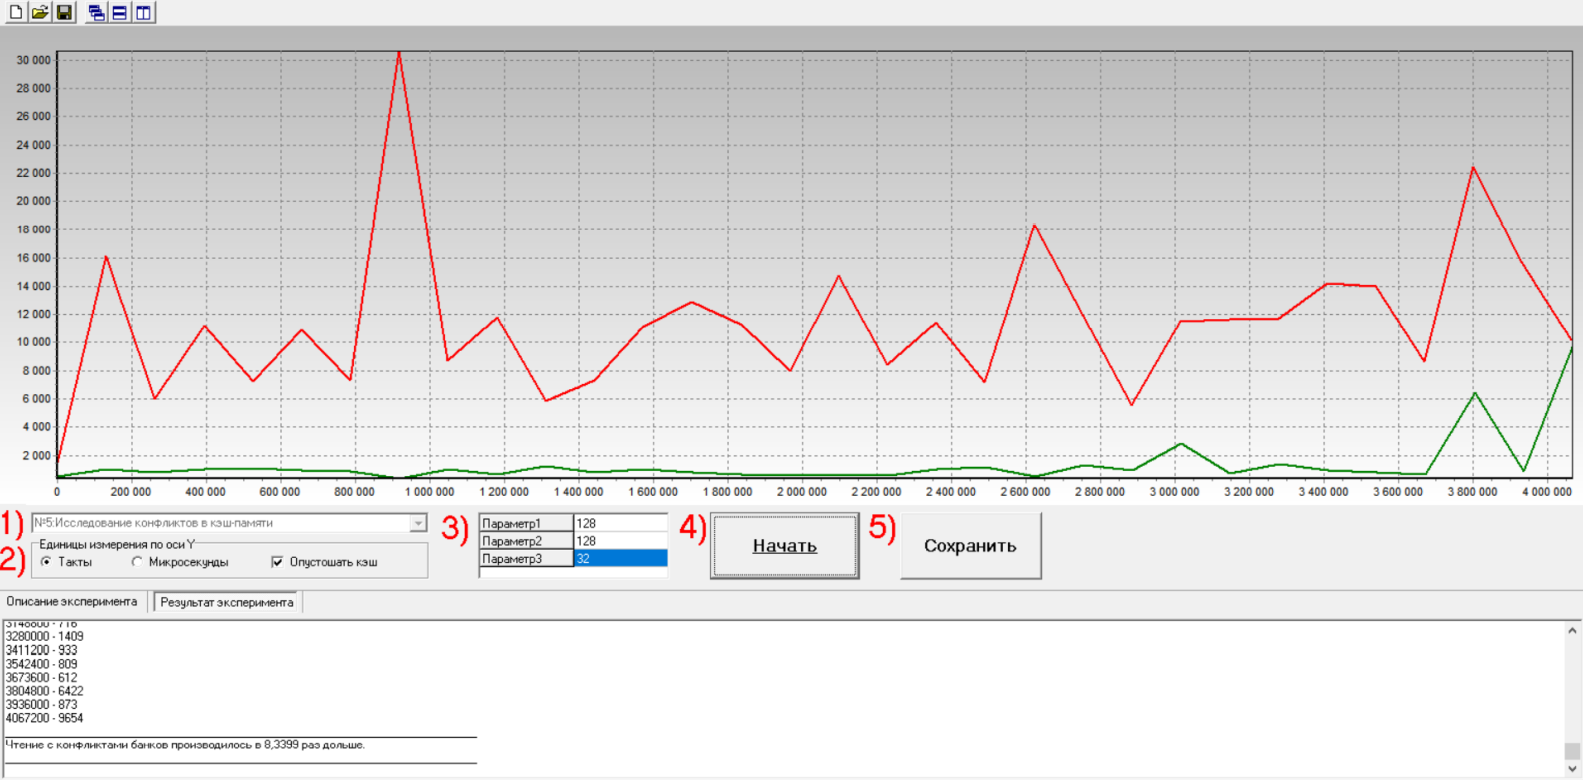 30 000
28 000
26 000
24 000
22 000
20 000
18 000
16 000
14 000
12 000
10 000
8 000
6 000
4 000
2 000
0 200 000 400 000 600 000 800 000 1 000 000 1 200 000 1 400 000 1 600 000 1 800 000 2 000 000 2 200 000 2 400 000 2 600 000 2 800 000 3 000 000 3 200 000 3 400 000 3 600 000 3 800 000 4 000 000
1) №5:Исследование конфликтов в кэш-памяти
2) Единицы измерения по оси Y
Такты Микросекунды Опустошать кэш
3) Параметр1 128
Параметр2 128
Параметр3 32
4) Начать
5) Сохранить
Описание эксперимента Результат эксперимента
3148800 - 716
3280000 - 1409
3411200 - 933
3542400 - 809
3673600 - 612
3804800 - 6422
3936000 - 873
4067200 - 9654
Чтение с конфликтами банков производилось в 8,3399 раз дольше.